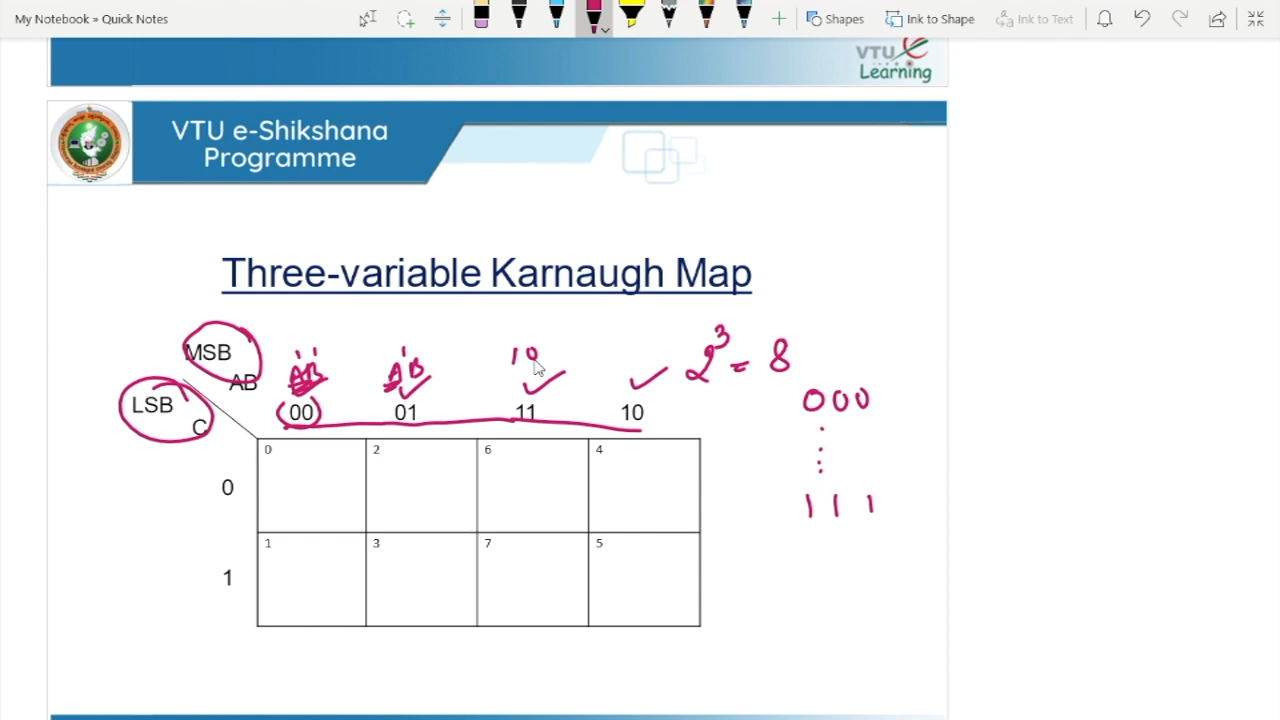 My Notebook » Quick Notes
Shapes
Ink to Shape
Ink to Text
VTU e
Learning
VTU e-Shikshana
Programme
Three-variable Karnaugh Map
MSB
AB
LSB
C
A'B' A'B 10 2³ = 8
00 01 11 10
000
⋮
111
0 0 2 6 4
1 1 3 7 5